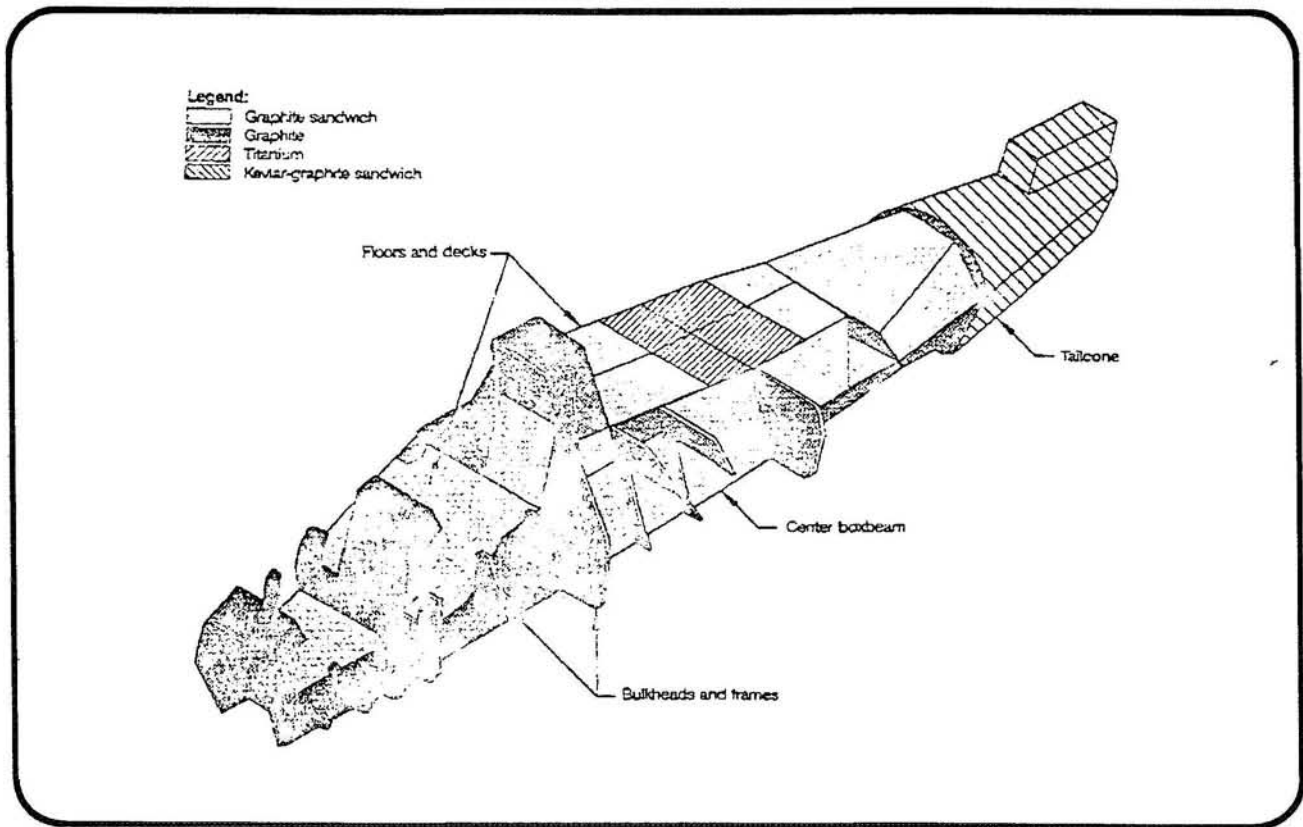 Legend:
Graphite sandwich
Graphite
Titanium
Kevlar-graphite sandwich
Floors and decks
Tailcone
Center boxbeam
Bulkheads and frames